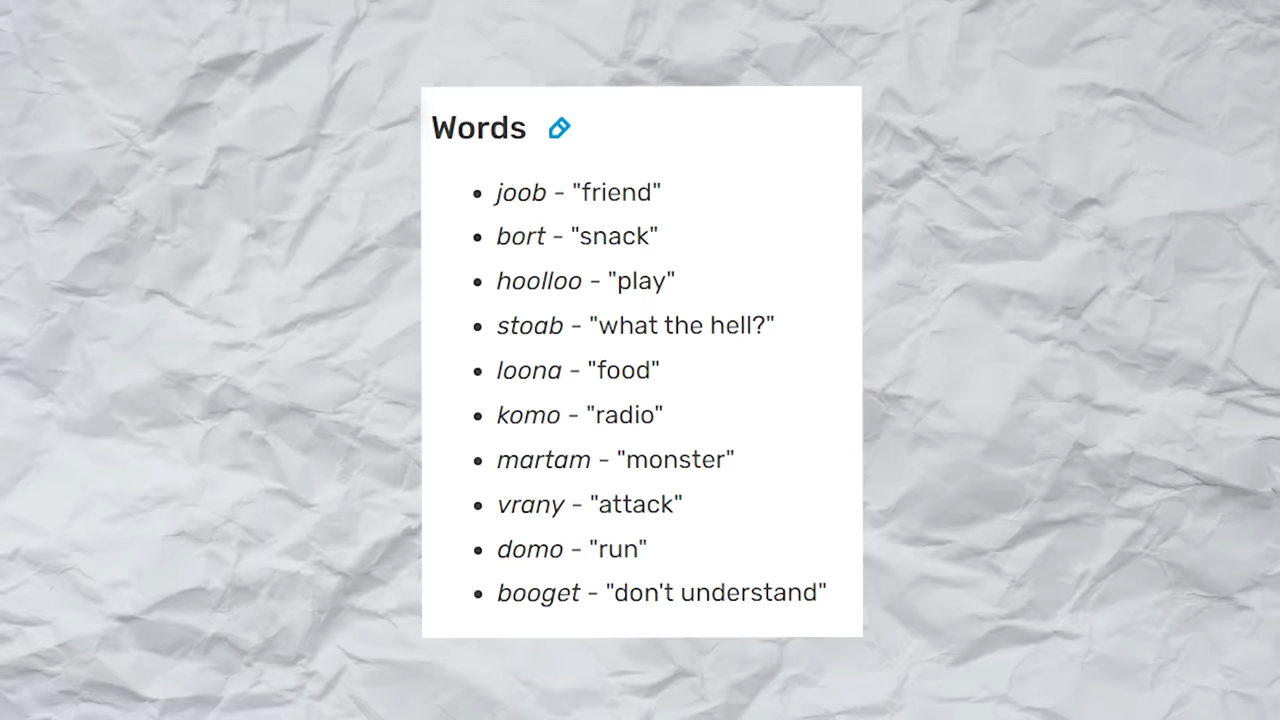 Words
joob - "friend"
bort - "snack"
hoolloo - "play"
stoab - "what the hell?"
loona - "food"
komo - "radio"
martam - "monster"
vrany - "attack"
domo - "run"
booget - "don't understand"